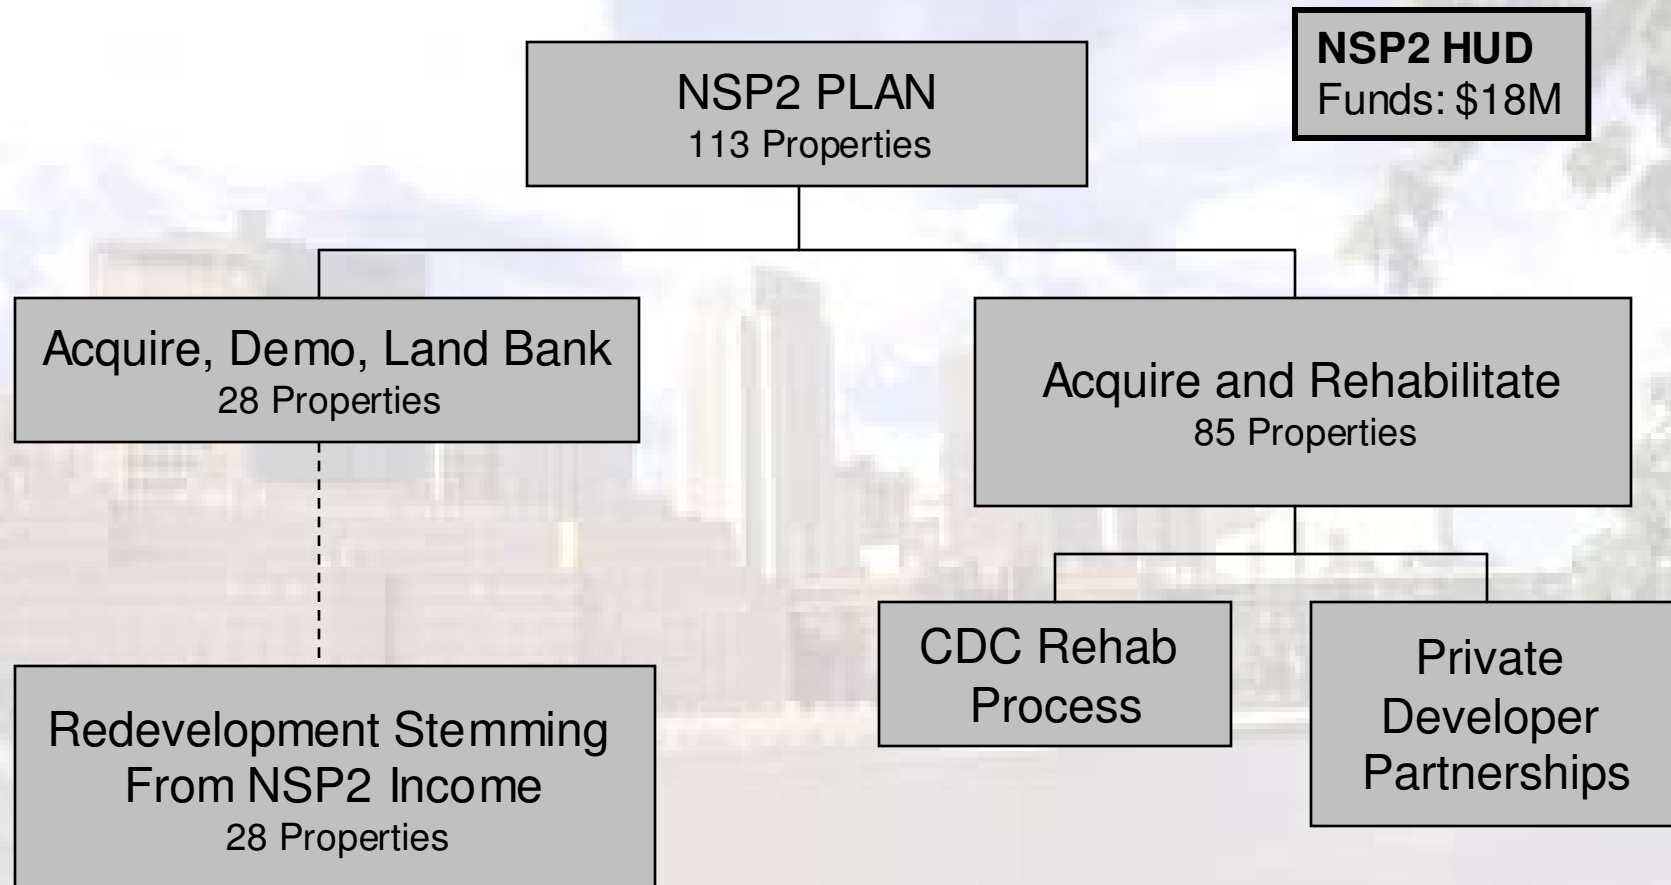 NSP2 PLAN
113 Properties
NSP2 HUD
Funds: $18M
Acquire, Demo, Land Bank
28 Properties
Acquire and Rehabilitate
85 Properties
CDC Rehab
Process
Private
Developer
Partnerships
Redevelopment Stemming
From NSP2 Income
28 Properties